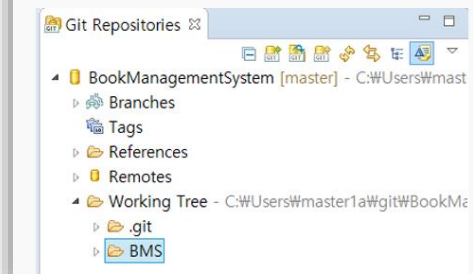 Git Repositories
BookManagementSystem [master] - C:₩Users₩mast
Branches
Tags
References
Remotes
Working Tree - C:₩Users₩master1a₩git₩BookMa
.git
BMS